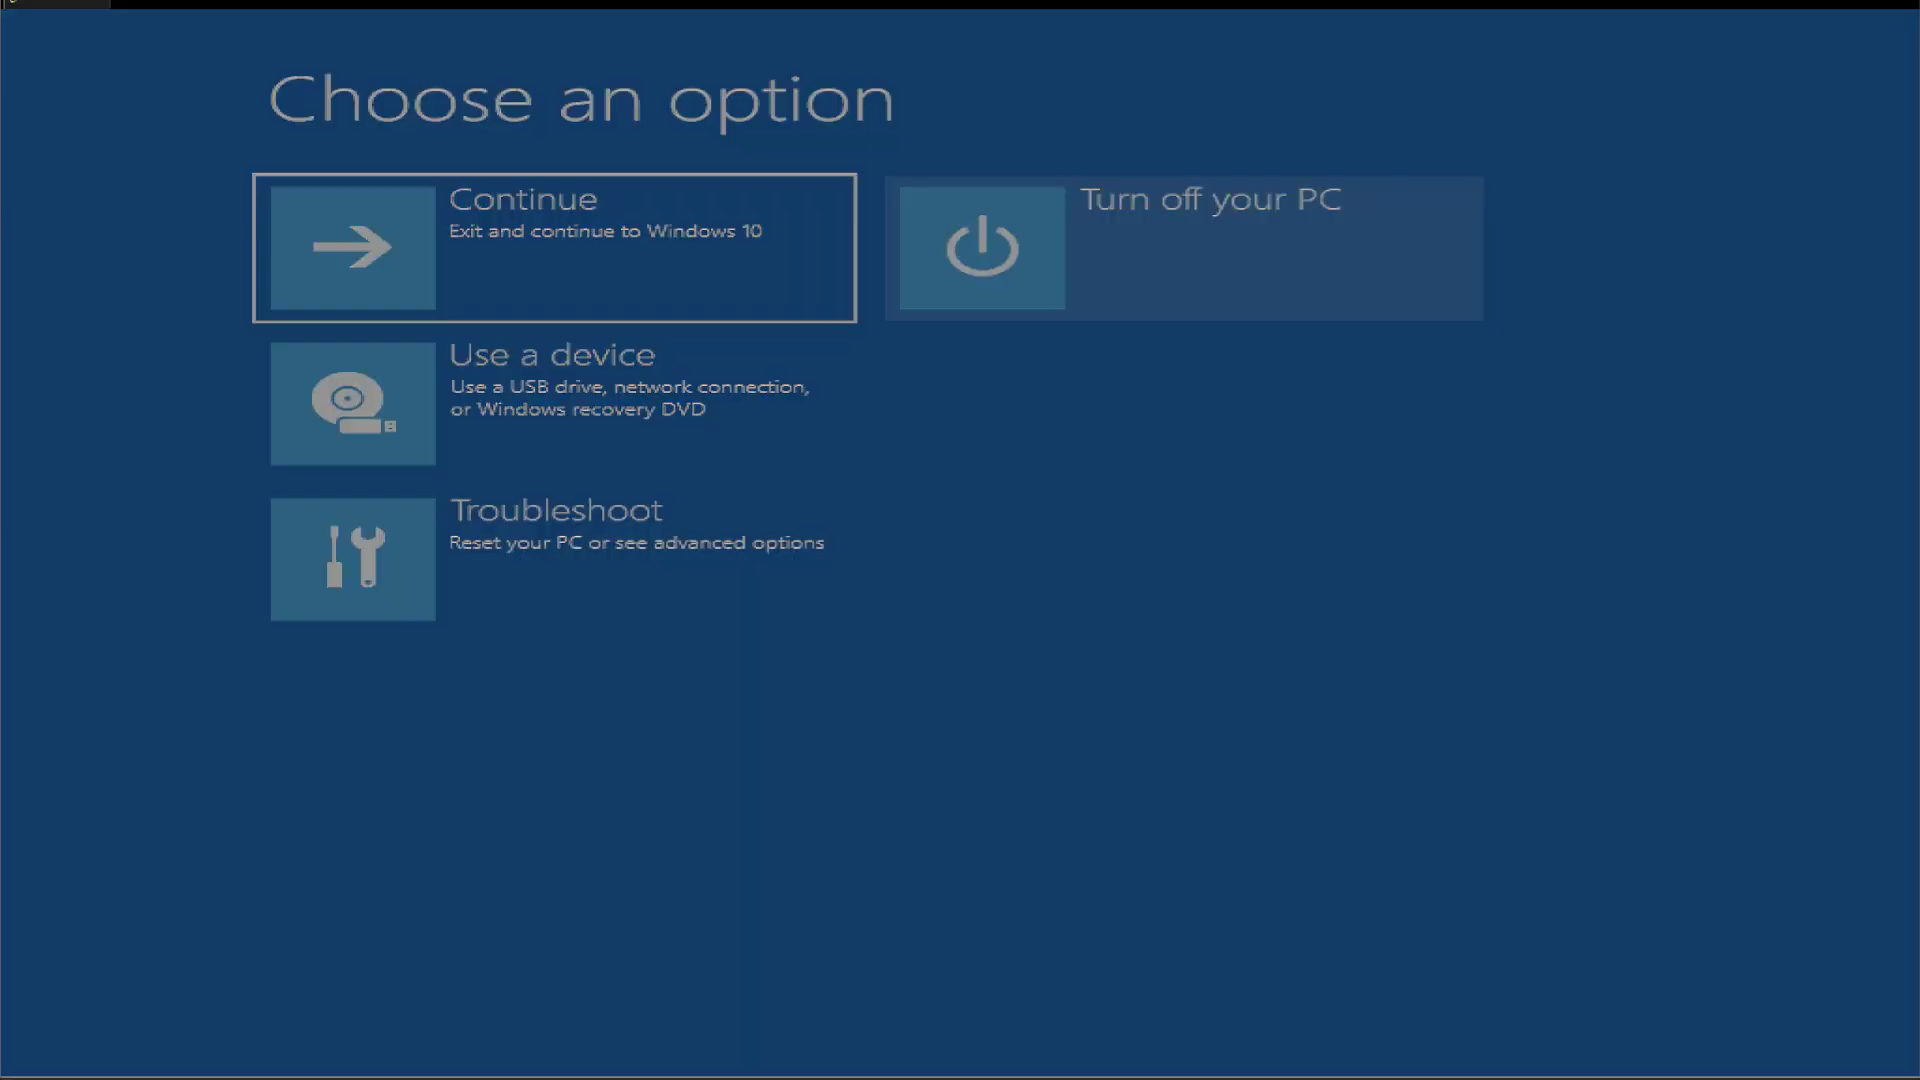 Choose an option
Continue
Exit and continue to Windows 10
Turn off your PC
Use a device
Use a USB drive, network connection,
or Windows recovery DVD
Troubleshoot
Reset your PC or see advanced options